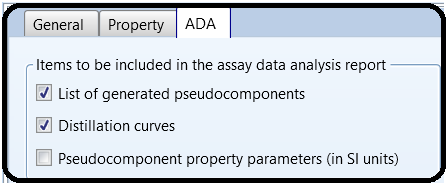 General Property ADA
Items to be included in the assay data analysis report
List of generated pseudocomponents
Distillation curves
Pseudocomponent property parameters (in SI units)